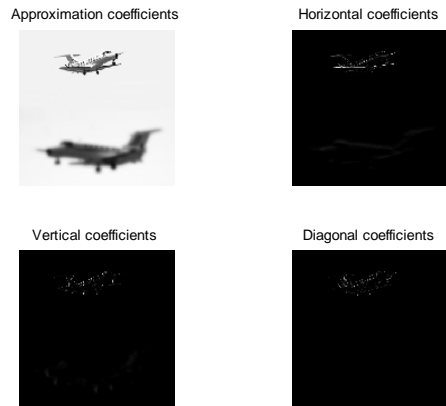 Approximation coefficients
Horizontal coefficients
Vertical coefficients
Diagonal coefficients